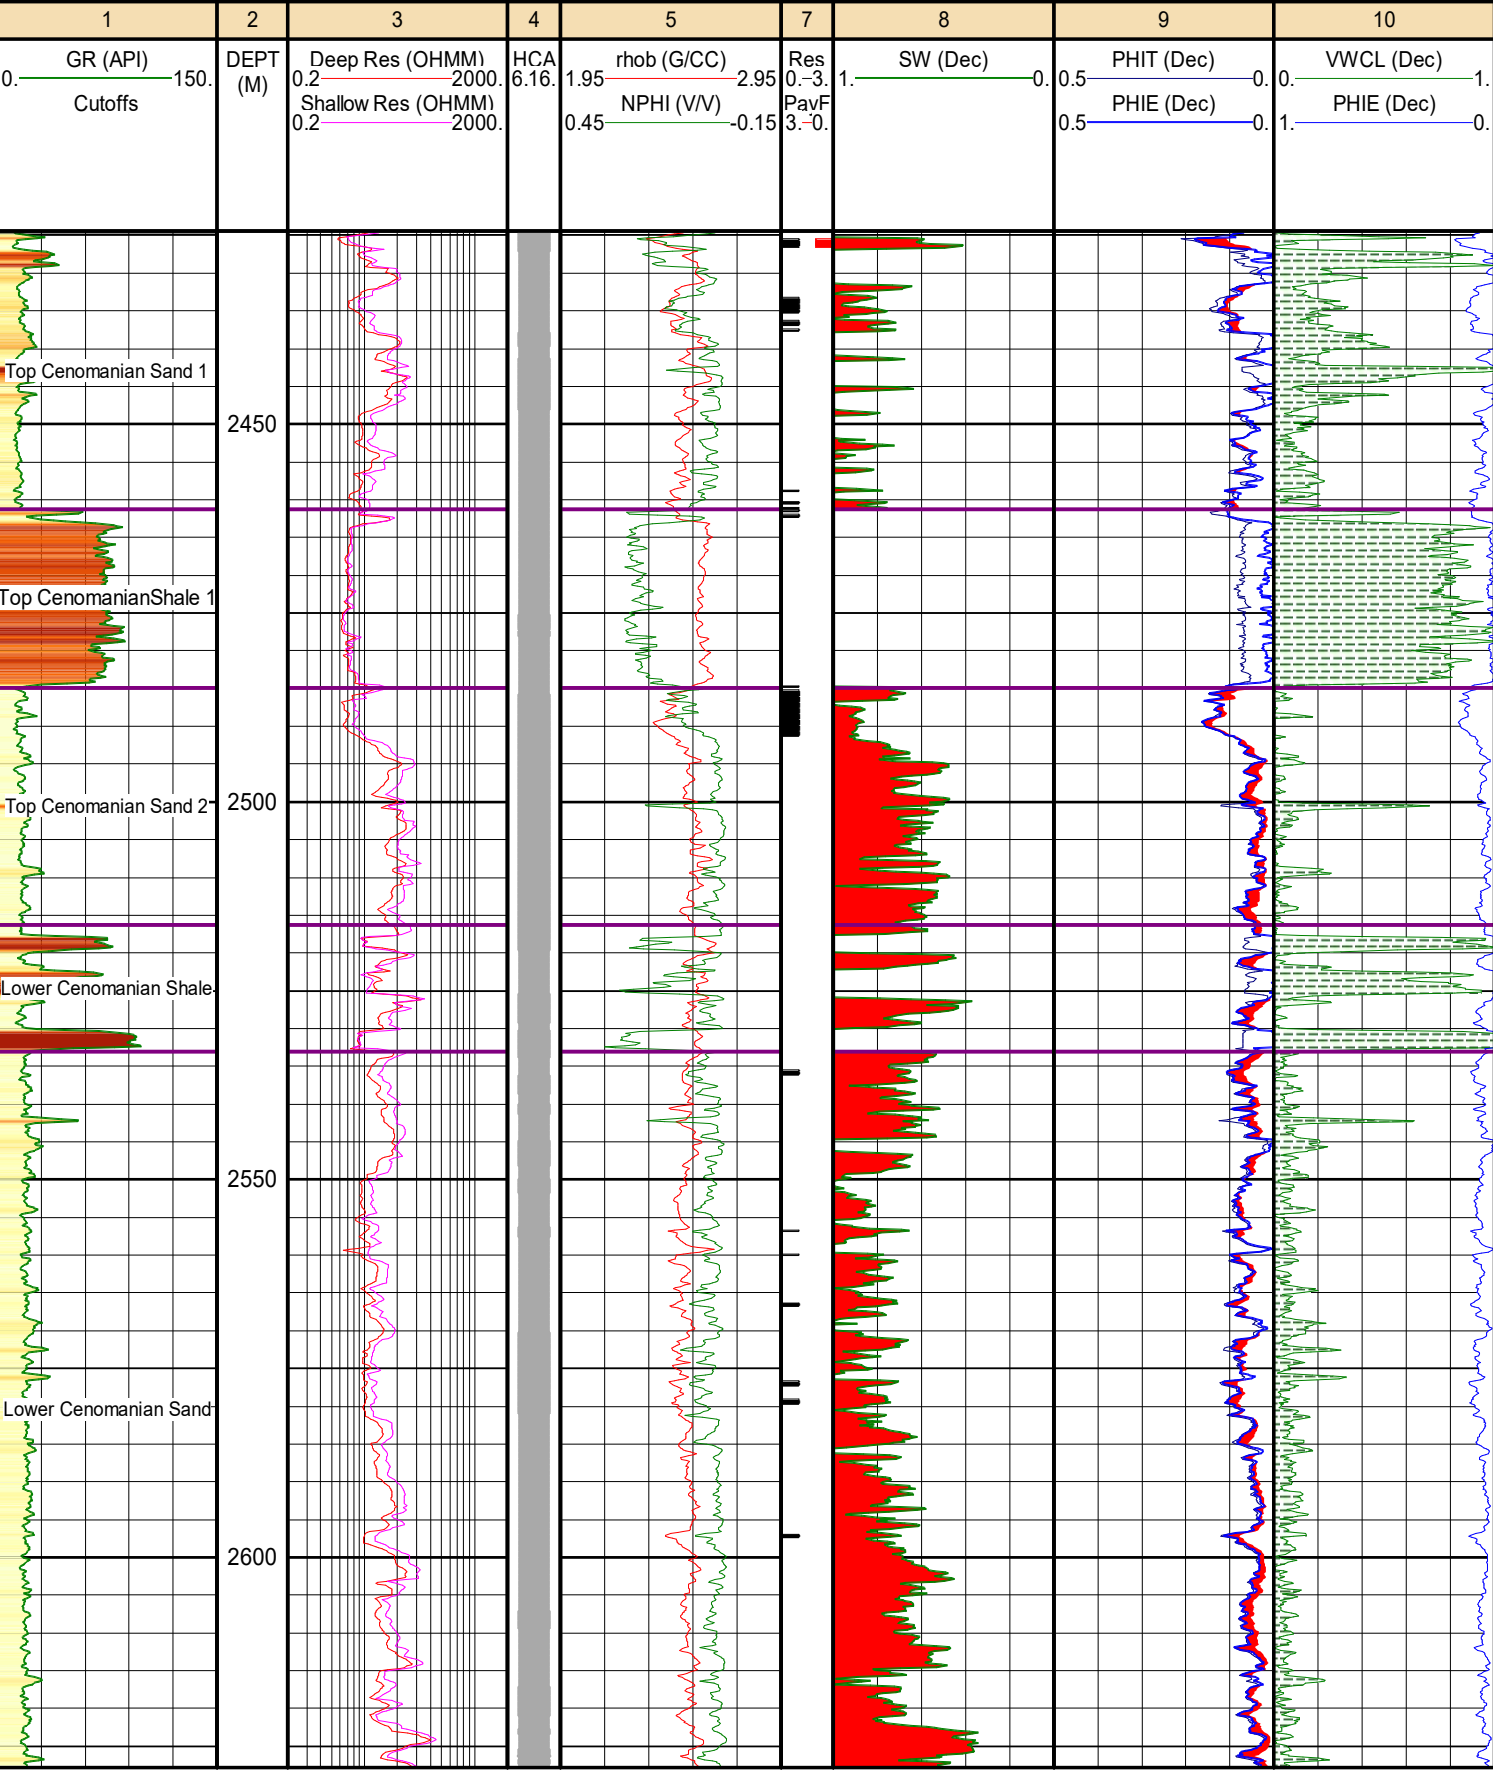 1 2 3 4 5 7 8 9 10
GR (API) DEPT Deep Res (OHMM) HCA rhob (G/CC) Res SW (Dec) PHIT (Dec) VWCL (Dec)
0. 150. (M) 0.2 2000. 6.16. 1.95 2.95 0. 3. 1. 0. 0.5 0. 0. 1.
Cutoffs Shallow Res (OHMM) NPHI (V/V) PayF PHIE (Dec) PHIE (Dec)
0.2 2000. 0.45 -0.15 3. 0. 0.5 0. 1. 0.
Top Cenomanian Sand 1
2450
Top CenomanianShale 1
2500
Top Cenomanian Sand 2
Lower Cenomanian Shale
2550
Lower Cenomanian Sand
2600